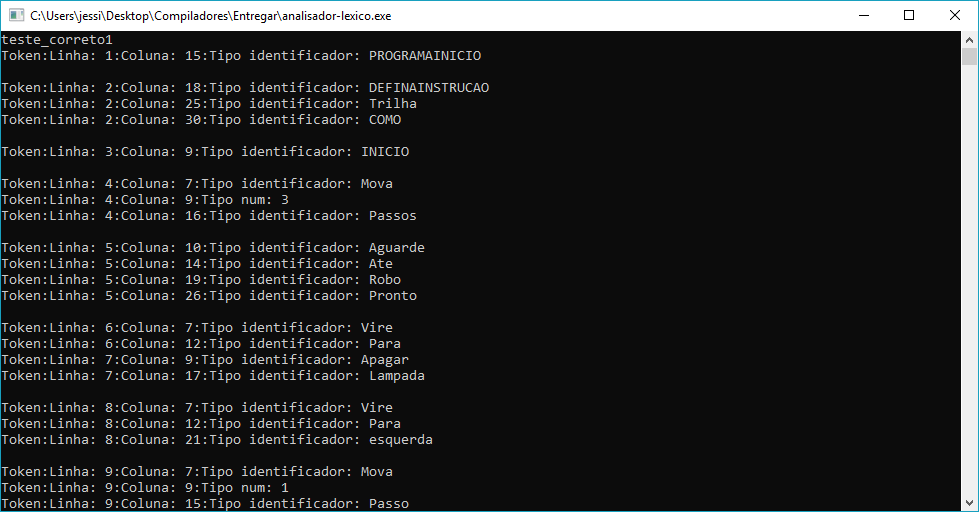 C:\Users\jessi\Desktop\Compiladores\Entregar\analisador-lexico.exe
teste_correto1
Token:Linha: 1:Coluna: 15:Tipo identificador: PROGRAMAINICIO
Token:Linha: 2:Coluna: 18:Tipo identificador: DEFINAINSTRUCAO
Token:Linha: 2:Coluna: 25:Tipo identificador: Trilha
Token:Linha: 2:Coluna: 30:Tipo identificador: COMO
Token:Linha: 3:Coluna: 9:Tipo identificador: INICIO
Token:Linha: 4:Coluna: 7:Tipo identificador: Mova
Token:Linha: 4:Coluna: 9:Tipo num: 3
Token:Linha: 4:Coluna: 16:Tipo identificador: Passos
Token:Linha: 5:Coluna: 10:Tipo identificador: Aguarde
Token:Linha: 5:Coluna: 14:Tipo identificador: Ate
Token:Linha: 5:Coluna: 19:Tipo identificador: Robo
Token:Linha: 5:Coluna: 26:Tipo identificador: Pronto
Token:Linha: 6:Coluna: 7:Tipo identificador: Vire
Token:Linha: 6:Coluna: 12:Tipo identificador: Para
Token:Linha: 7:Coluna: 9:Tipo identificador: Apagar
Token:Linha: 7:Coluna: 17:Tipo identificador: Lampada
Token:Linha: 8:Coluna: 7:Tipo identificador: Vire
Token:Linha: 8:Coluna: 12:Tipo identificador: Para
Token:Linha: 8:Coluna: 21:Tipo identificador: esquerda
Token:Linha: 9:Coluna: 7:Tipo identificador: Mova
Token:Linha: 9:Coluna: 9:Tipo num: 1
Token:Linha: 9:Coluna: 15:Tipo identificador: Passo